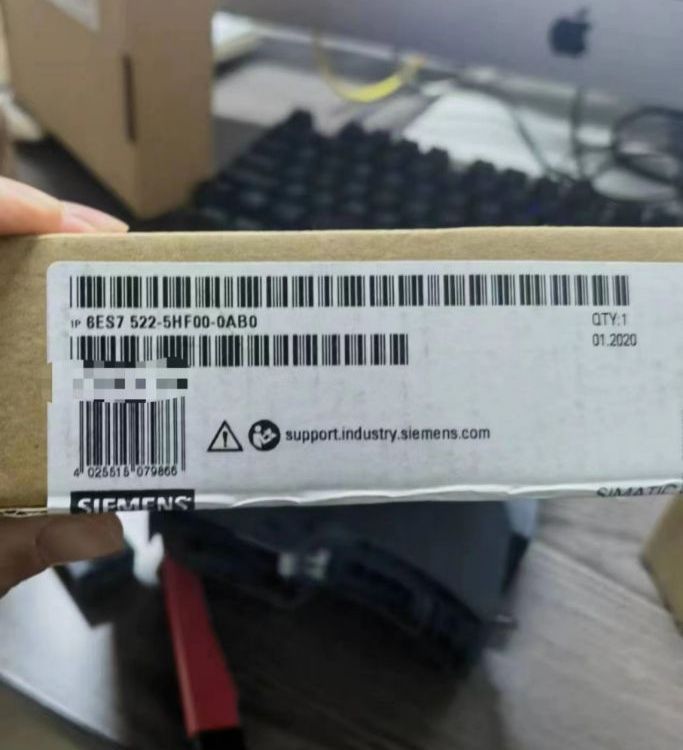 1P 6ES7 522-5HF00-0AB0
QTY:1
01.2020
support.industry.siemens.com
4 025515 079866
SIEMENS
SIMATIC